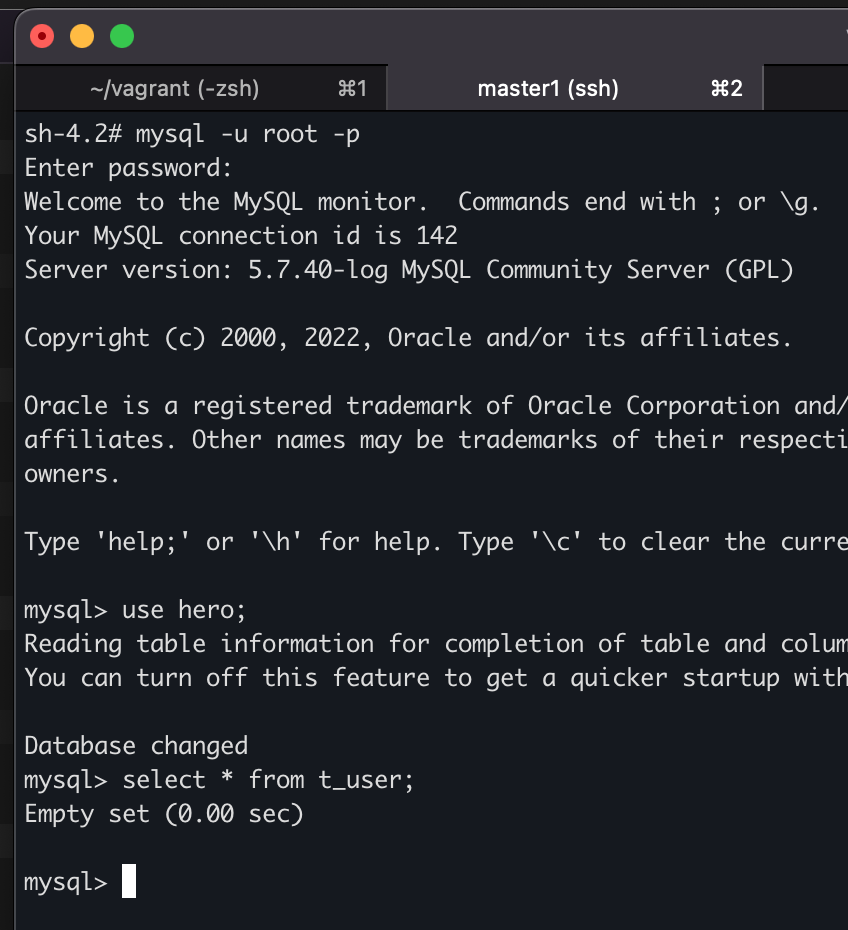 ~/vagrant (-zsh) ⌘1 master1 (ssh) ⌘2
sh-4.2# mysql -u root -p
Enter password:
Welcome to the MySQL monitor.  Commands end with ; or \g.
Your MySQL connection id is 142
Server version: 5.7.40-log MySQL Community Server (GPL)
Copyright (c) 2000, 2022, Oracle and/or its affiliates.
Oracle is a registered trademark of Oracle Corporation and/
affiliates. Other names may be trademarks of their respecti
owners.
Type 'help;' or '\h' for help. Type '\c' to clear the curre
mysql> use hero;
Reading table information for completion of table and colum
You can turn off this feature to get a quicker startup with
Database changed
mysql> select * from t_user;
Empty set (0.00 sec)
mysql>